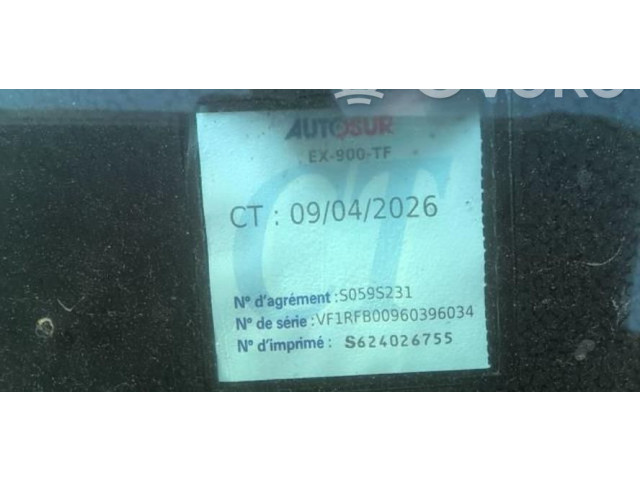 AUTOSUR
EX-900-TF
CT : 09/04/2026
N° d'agrément :S059S231
N° de série :VF1RFB00960396034
N° d'imprimé : S624026755